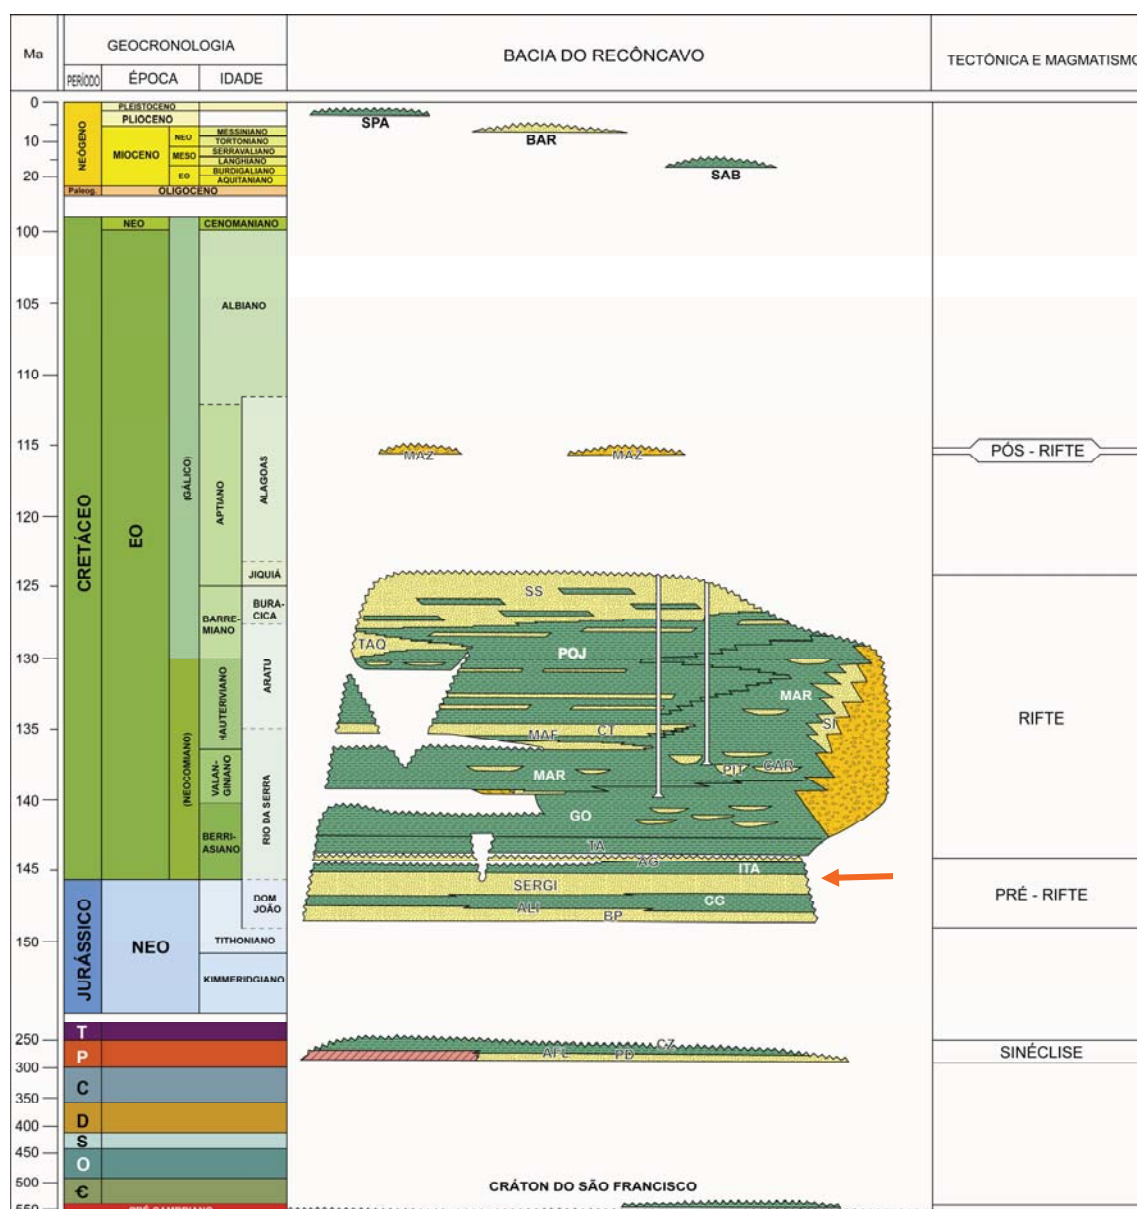 Ma
GEOCRONOLOGIA
BACIA DO RECÔNCAVO
TECTÔNICA E MAGMATISMO
PERÍODO
ÉPOCA
IDADE
0
10
20
100
105
110
115
120
125
130
135
140
145
150
250
300
350
400
450
500
550
NEÓGENO
PLEISTOCENO
PLIOCENO
MIOCENO
NEO
MESO
EO
MESSINIANO
TORTONIANO
SERRAVALIANO
LANGHIANO
BURDIGALIANO
AQUITANIANO
Paleog.
OLIGOCENO
CRETÁCEO
NEO
CENOMANIANO
EO
(GÁLICO)
(NEOCOMIANO)
ALBIANO
APTIANO
ALAGOAS
JIQUIÁ
BARRE-
MIANO
BURA-
CICA
HAUTERIVIANO
ARATU
VALAN-
GINIANO
RIO DA SERRA
BERRI-
ASIANO
JURÁSSICO
NEO
DOM
JOÃO
TITHONIANO
KIMMERIDGIANO
T
P
C
D
S
O
Є
PRÉ-CAMBRIANO
SPA
BAR
SAB
MAZ
MAZ
SS
TAQ
POJ
MAR
SI
CT
MAF
PIT
CAR
MAR
GO
TA
AG
ITA
SERGI
CG
ALI
BP
CZ
AFL
PD
CRÁTON DO SÃO FRANCISCO
PÓS - RIFTE
RIFTE
PRÉ - RIFTE
SINÉCLISE